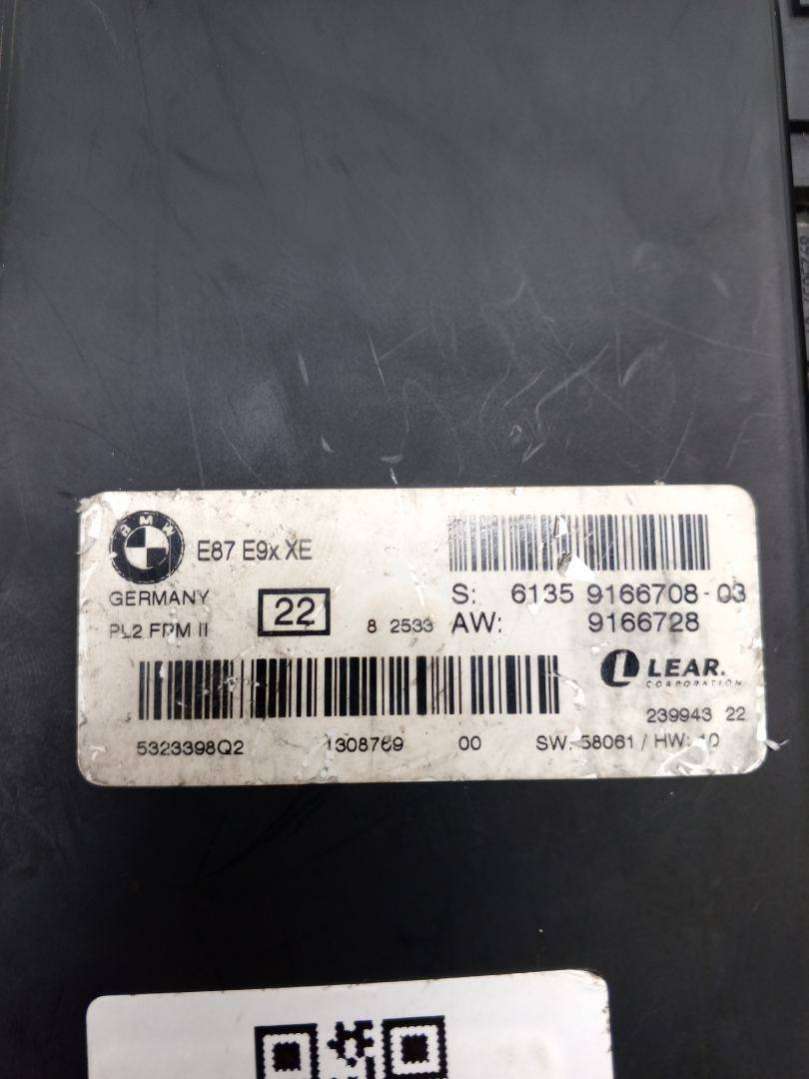 BMW
E87 E9x XE
GERMANY
PL2 FRM II
22
8 2533
S: 6135 9166708-03
AW: 9166728
LEAR.
CORPORATION
239943 22
5323398Q2 1308769 00 SW: 58061 / HW: 10